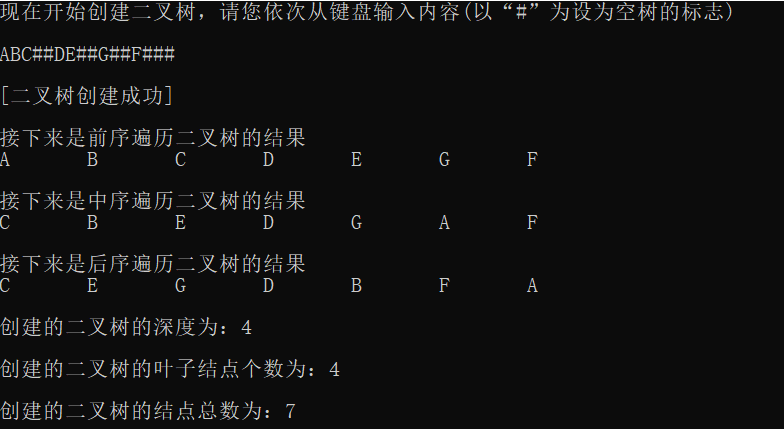 现在开始创建二叉树，请您依次从键盘输入内容(以“#”为设为空树的标志)
ABC##DE##G##F###
[二叉树创建成功]
接下来是前序遍历二叉树的结果
A B C D E G F
接下来是中序遍历二叉树的结果
C B E D G A F
接下来是后序遍历二叉树的结果
C E G D B F A
创建的二叉树的深度为：4
创建的二叉树的叶子结点个数为：4
创建的二叉树的结点总数为：7